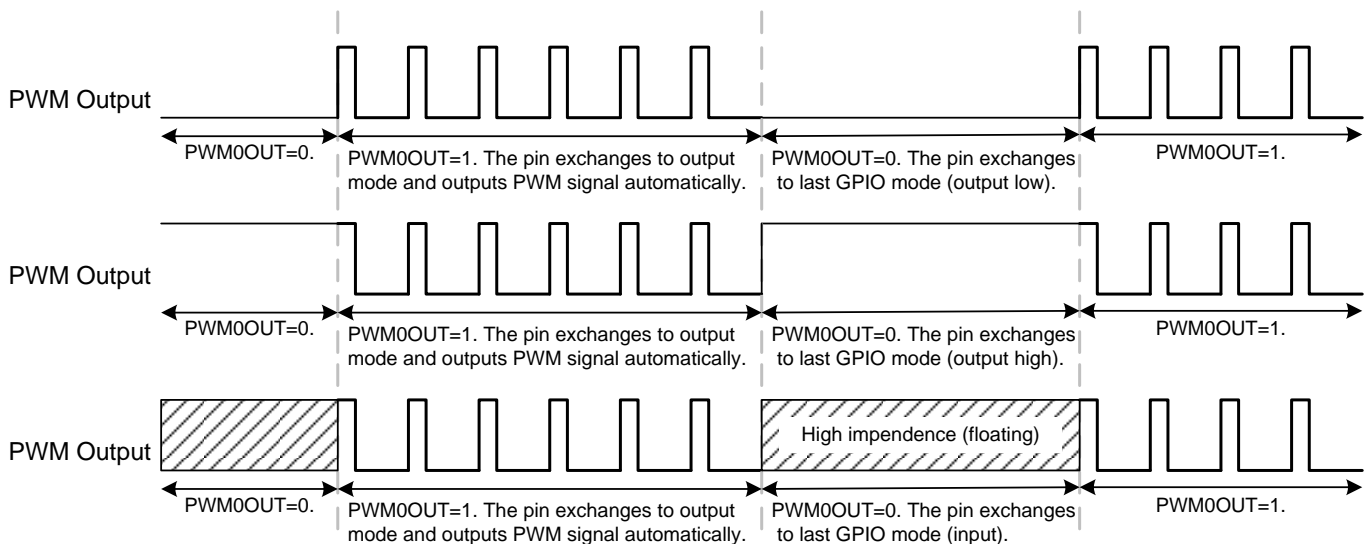 PWM Output
PWM0OUT=0.
PWM0OUT=1. The pin exchanges to output
mode and outputs PWM signal automatically.
PWM0OUT=0. The pin exchanges
to last GPIO mode (output low).
PWM0OUT=1.
PWM Output
PWM0OUT=0.
PWM0OUT=1. The pin exchanges to output
mode and outputs PWM signal automatically.
PWM0OUT=0. The pin exchanges
to last GPIO mode (output high).
PWM0OUT=1.
PWM Output
High impendence (floating)
PWM0OUT=0.
PWM0OUT=1. The pin exchanges to output
mode and outputs PWM signal automatically.
PWM0OUT=0. The pin exchanges
to last GPIO mode (input).
PWM0OUT=1.